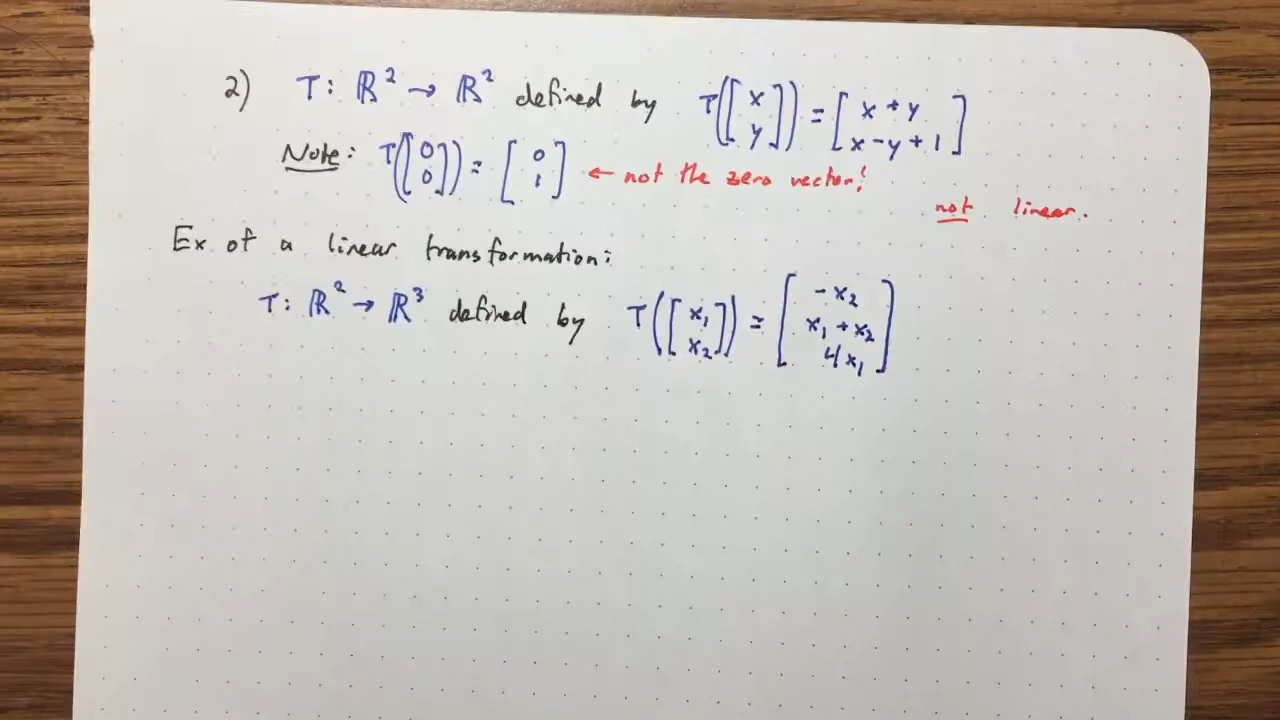 2) T: ℝ² → ℝ² defined by T([x y]) = [x + y x - y + 1]
Note: T([0 0]) = [0 1] ← not the zero vector!
not linear.
Ex of a linear transformation:
T: ℝ² → ℝ³ defined by T([x₁ x₂]) = [-x₂ x₁ + x₂ 4x₁]